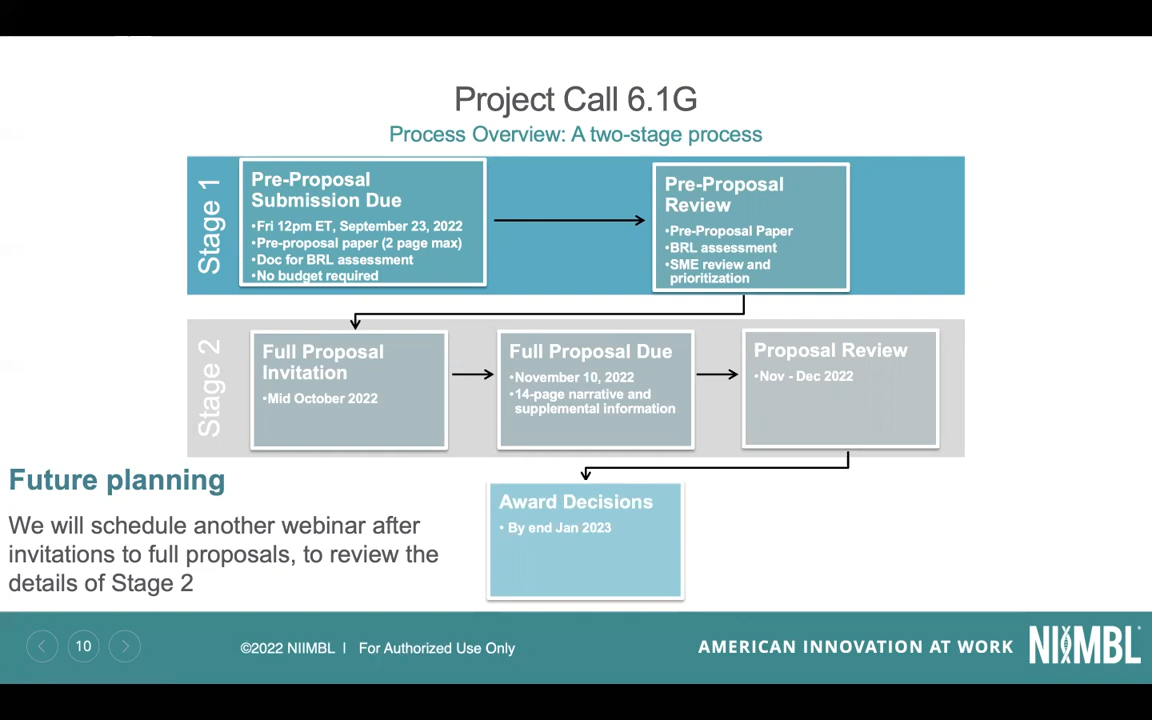 Project Call 6.1G
Process Overview: A two-stage process
Stage 1
Pre-Proposal
Submission Due
•Fri 12pm ET, September 23, 2022
•Pre-proposal paper (2 page max)
•Doc for BRL assessment
•No budget required
Pre-Proposal
Review
•Pre-Proposal Paper
•BRL assessment
•SME review and
prioritization
Stage 2
Full Proposal
Invitation
•Mid October 2022
Full Proposal Due
•November 10, 2022
•14-page narrative and
supplemental information
Proposal Review
•Nov - Dec 2022
Award Decisions
• By end Jan 2023
Future planning
We will schedule another webinar after
invitations to full proposals, to review the
details of Stage 2
10
©2022 NIIMBL I For Authorized Use Only
AMERICAN INNOVATION AT WORK
NIIMBL